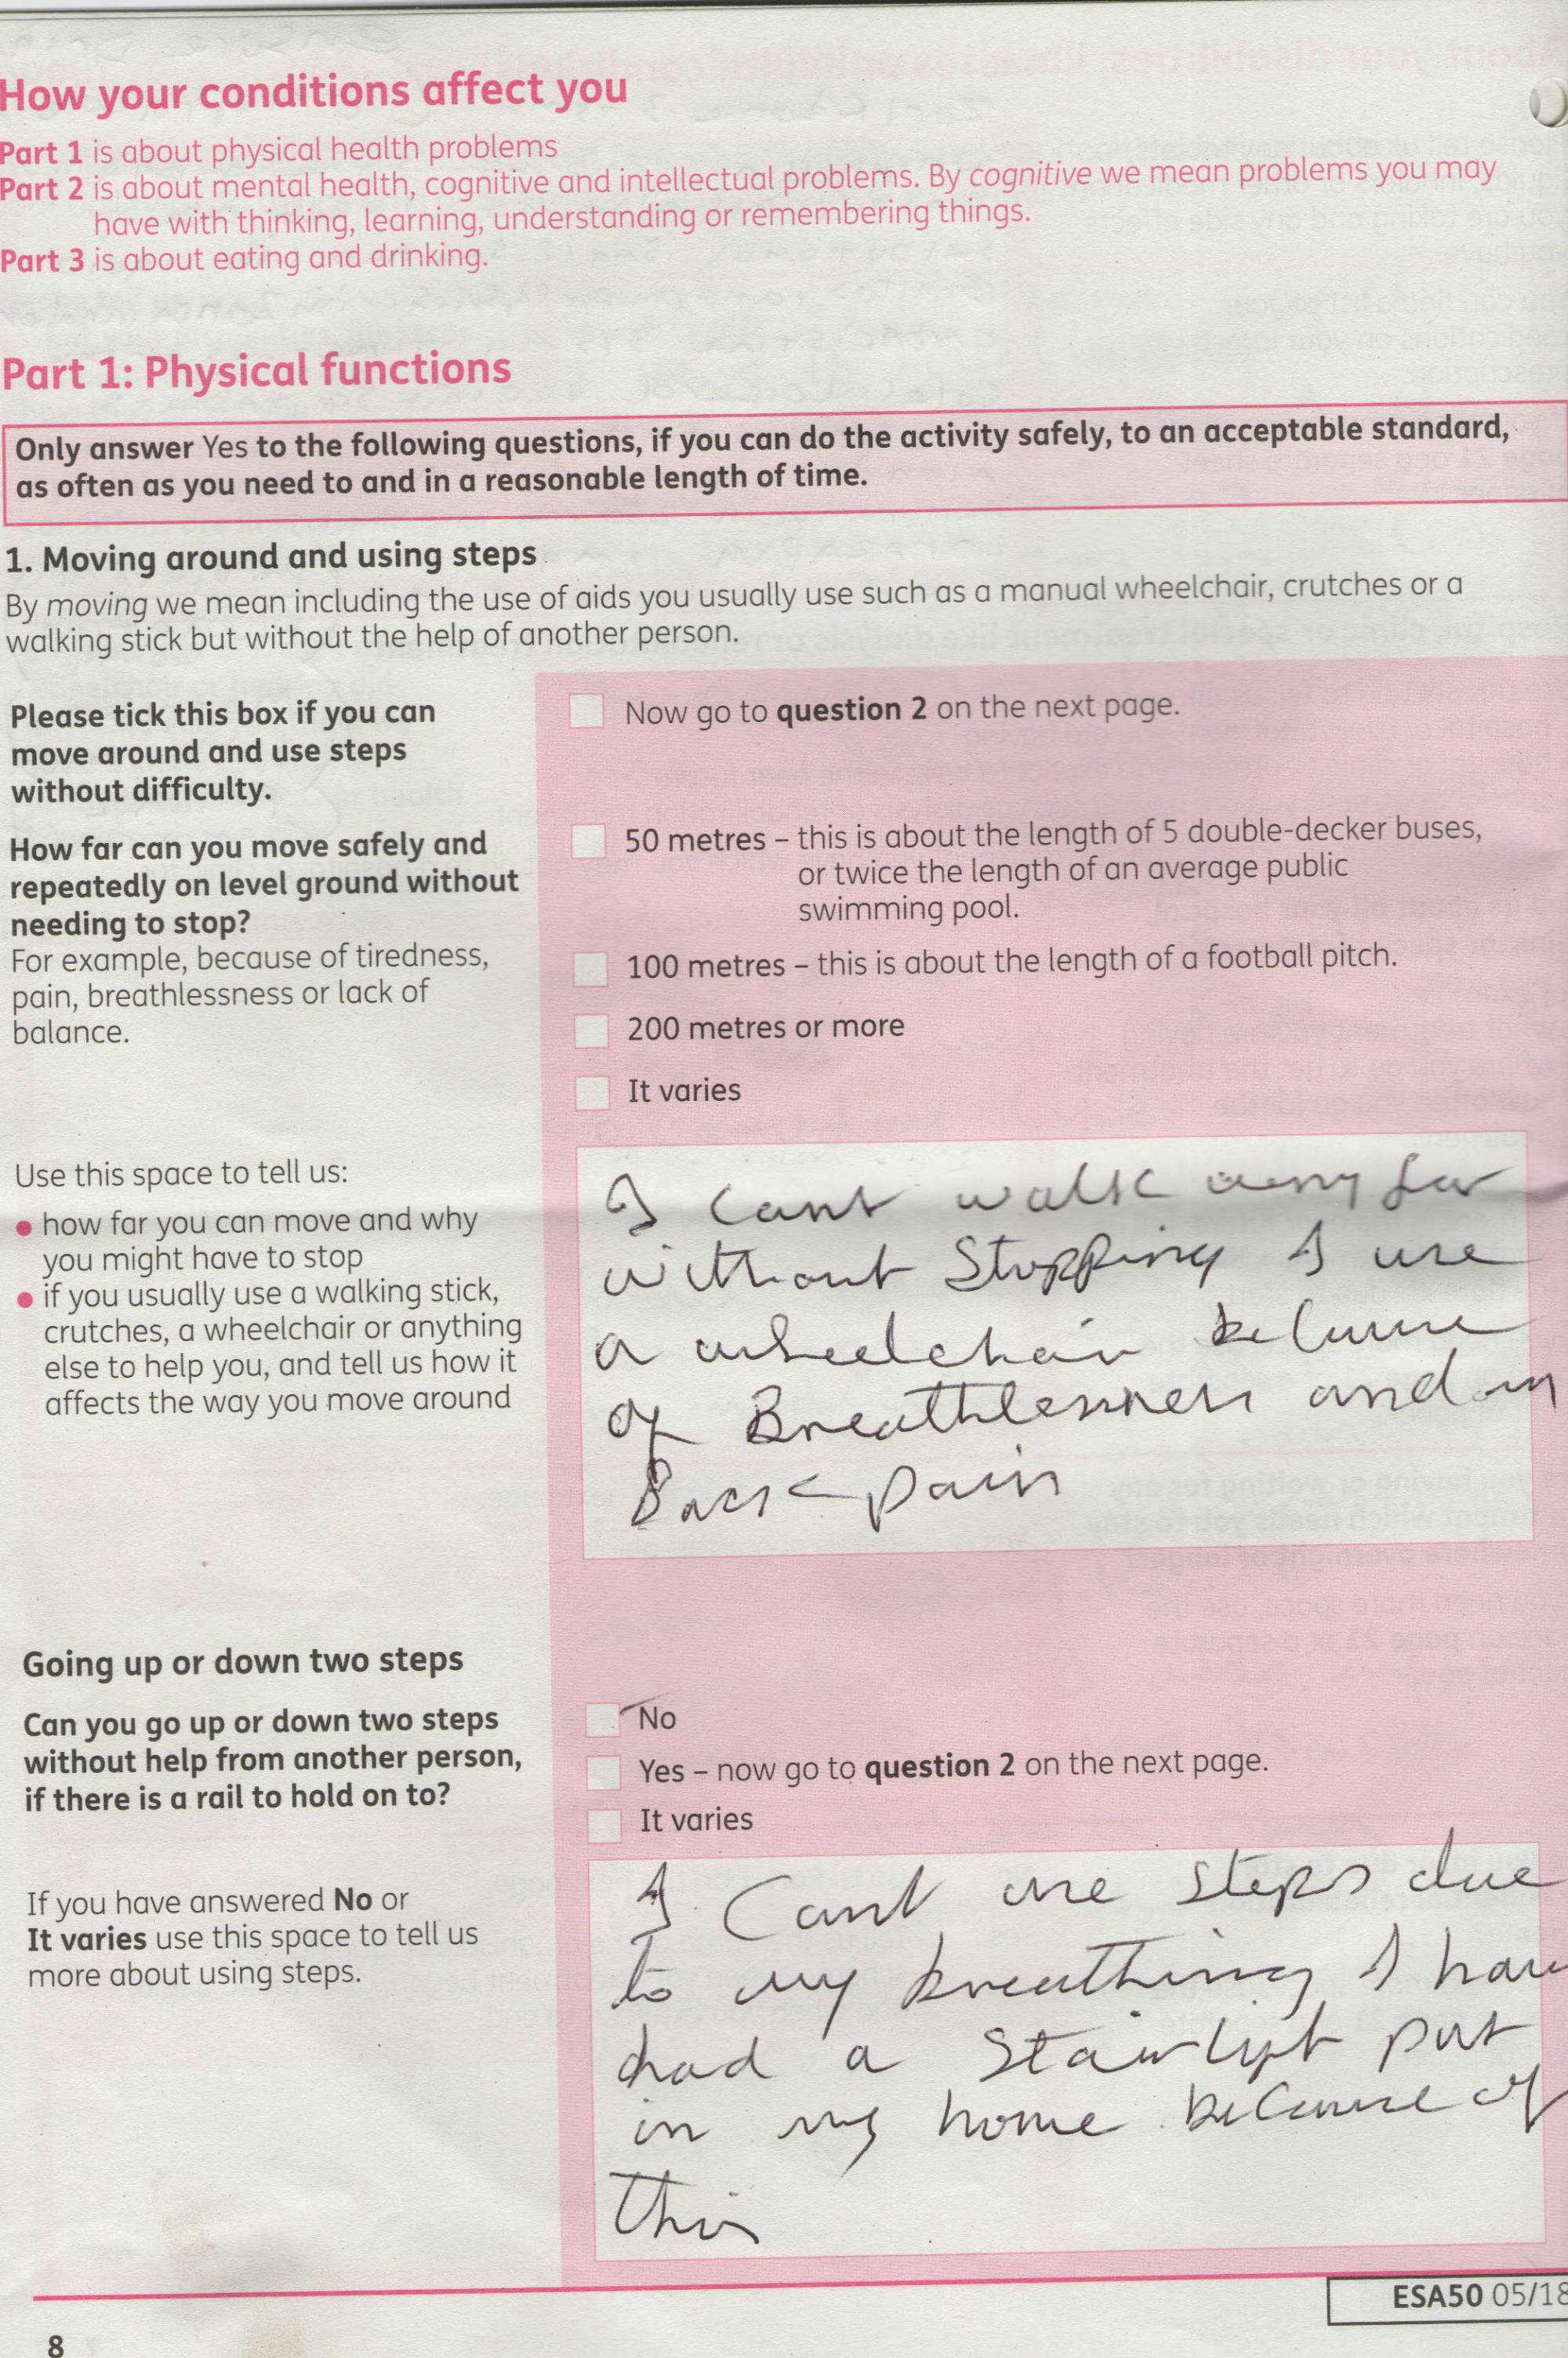 How your conditions affect you
Part 1 is about physical health problems
Part 2 is about mental health, cognitive and intellectual problems. By cognitive we mean problems you may
have with thinking, learning, understanding or remembering things.
Part 3 is about eating and drinking.
Part 1: Physical functions
Only answer Yes to the following questions, if you can do the activity safely, to an acceptable standard,
as often as you need to and in a reasonable length of time.
1. Moving around and using steps
By moving we mean including the use of aids you usually use such as a manual wheelchair, crutches or a
walking stick but without the help of another person.
Please tick this box if you can
move around and use steps
without difficulty.
Now go to question 2 on the next page.
How far can you move safely and
repeatedly on level ground without
needing to stop?
For example, because of tiredness,
pain, breathlessness or lack of
balance.
50 metres – this is about the length of 5 double-decker buses,
or twice the length of an average public
swimming pool.
100 metres – this is about the length of a football pitch.
200 metres or more
It varies
Use this space to tell us:
how far you can move and why
you might have to stop
if you usually use a walking stick,
crutches, a wheelchair or anything
else to help you, and tell us how it
affects the way you move around
I cant walk very far
without stopping I use
a wheelchair because
of Breathlessness and
Back pain
Going up or down two steps
Can you go up or down two steps
without help from another person,
if there is a rail to hold on to?
No
Yes – now go to question 2 on the next page.
It varies
If you have answered No or
It varies use this space to tell us
more about using steps.
I cant use steps due
to my breathing I have
had a stairlift put
in my home because of
this
ESA50 05/18
8